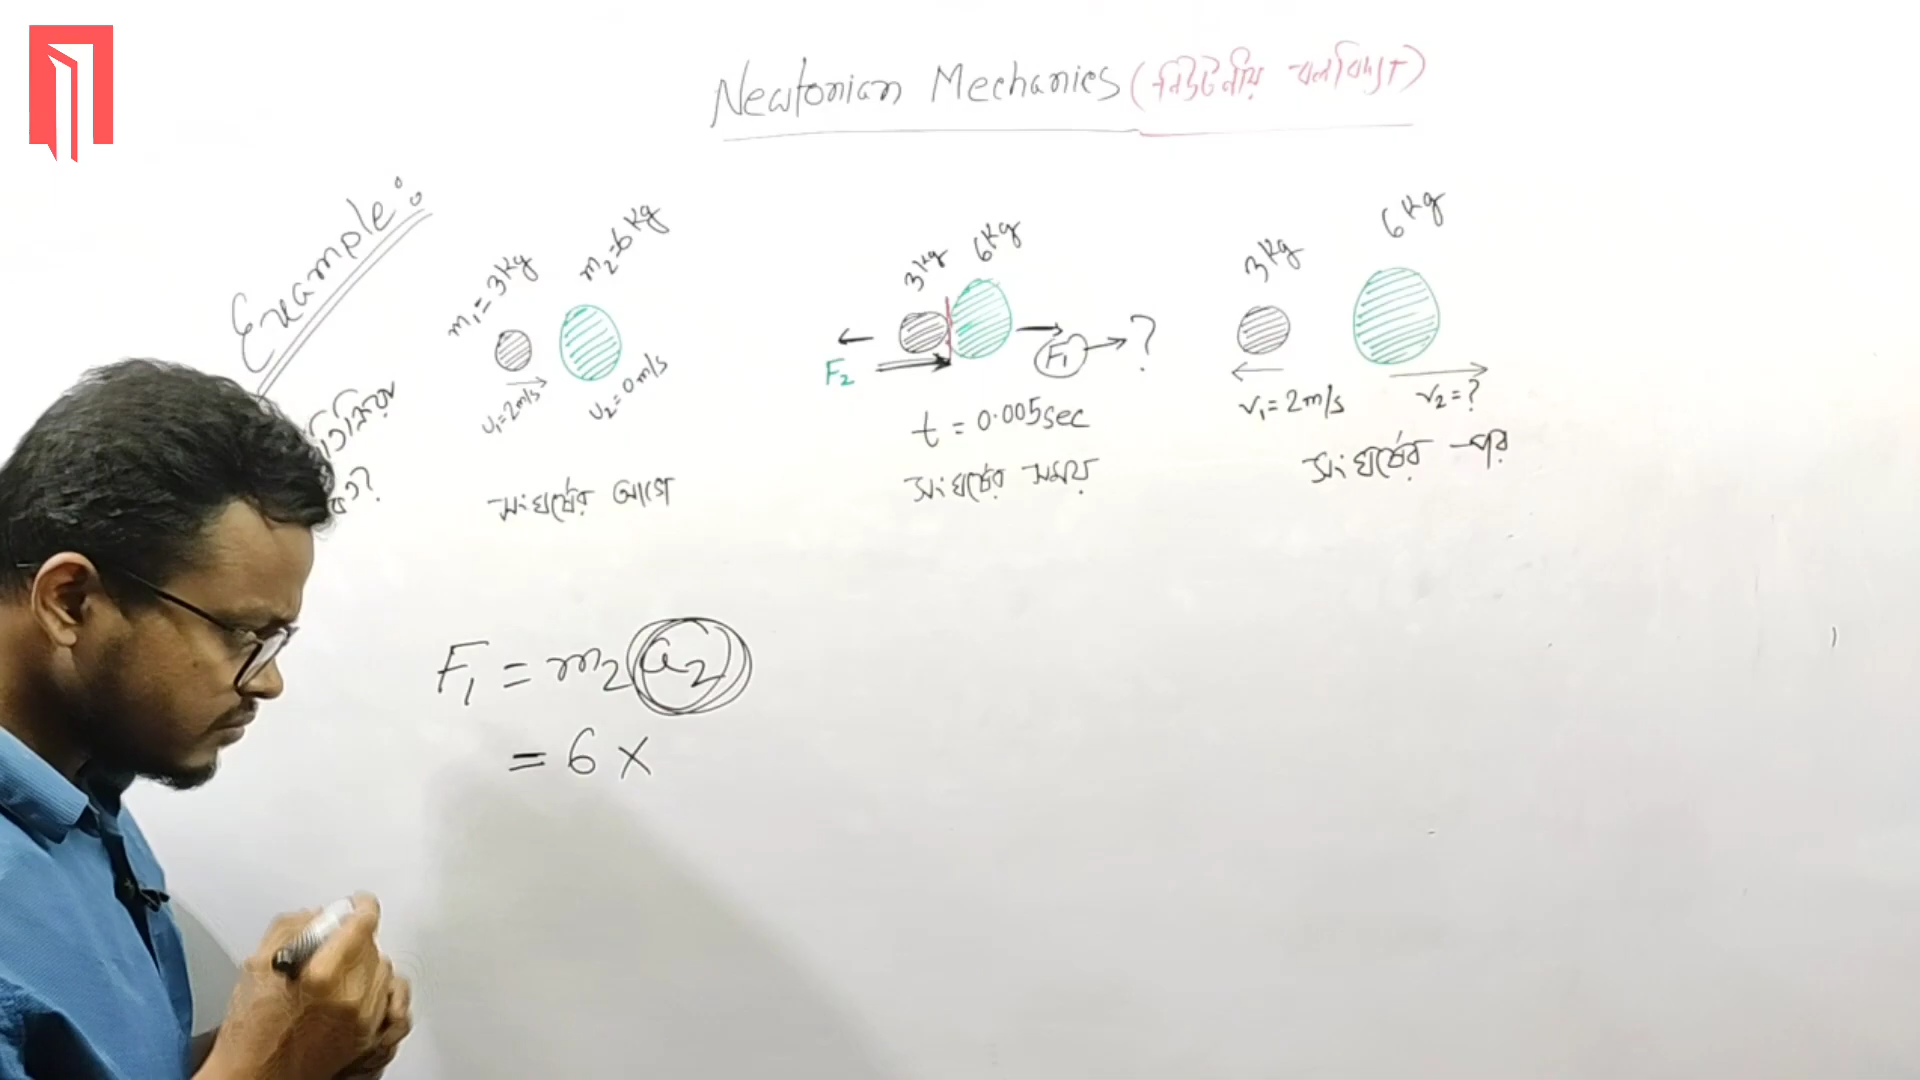 Newtonian Mechanics (নিউটনীয় বলবিদ্যা)
Example:
m₁=3kg
m₂=6kg
u₁=2m/s
u₂=0m/s
সংঘর্ষের আগে
3kg 6kg
F₂
F₁ ?
t = 0.005sec
সংঘর্ষের সময়
3kg
6kg
v₁=2m/s
v₂=?
সংঘর্ষের পর
F₁ = m₂a₂
= 6 ×